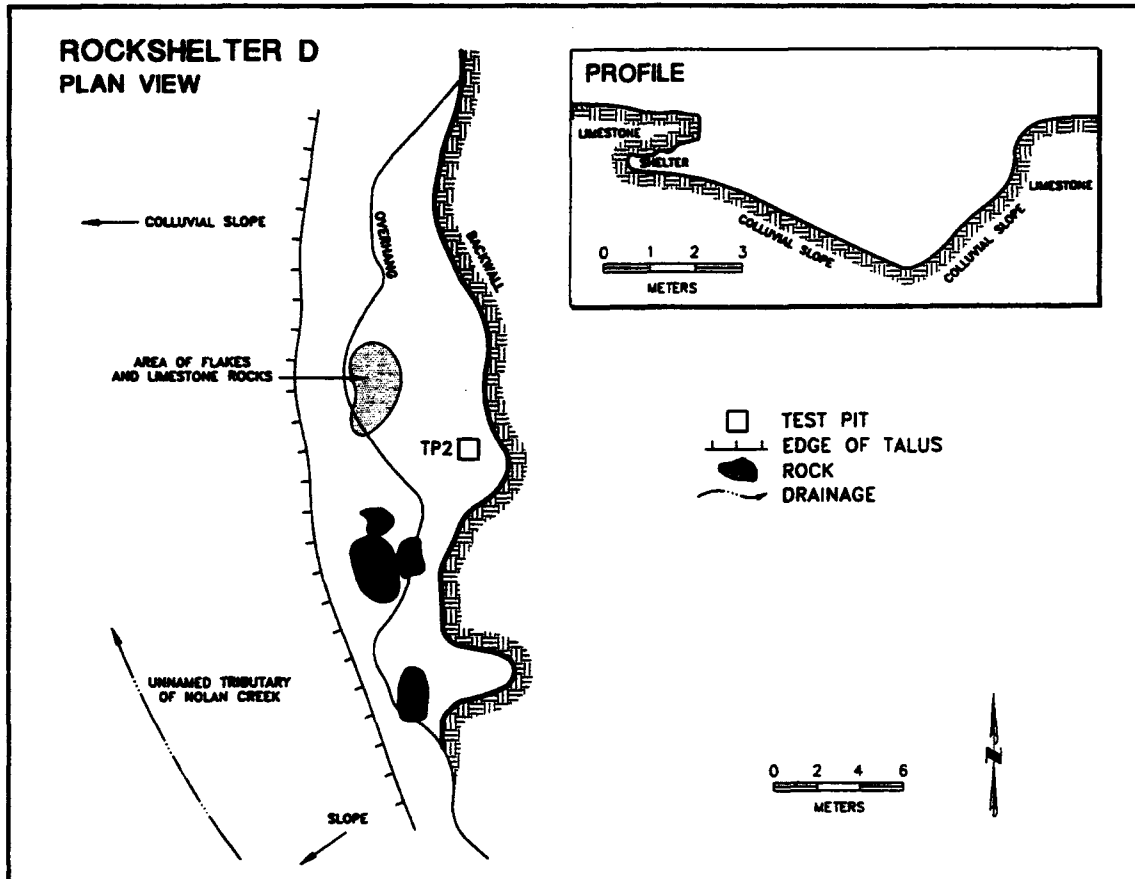 ROCKSHELTER D
PLAN VIEW
PROFILE
LIMESTONE
SHELTER
LIMESTONE
COLLUVIAL SLOPE
COLLUVIAL SLOPE
0 1 2 3
METERS
COLLUVIAL SLOPE
OVERHANG
BACKWALL
AREA OF FLAKES
AND LIMESTONE ROCKS
TP2
TEST PIT
EDGE OF TALUS
ROCK
DRAINAGE
UNNAMED TRIBUTARY
OF NOLAN CREEK
SLOPE
0 2 4 6
METERS
N